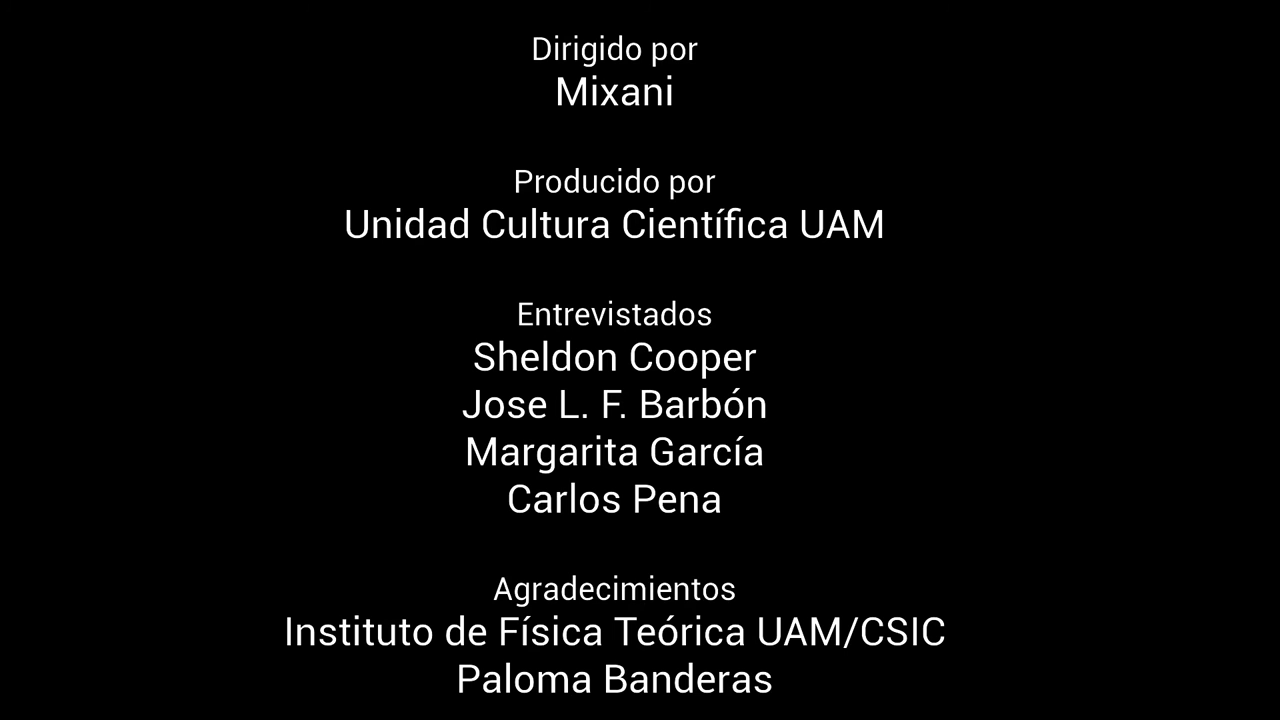 Dirigido por
Mixani
Producido por
Unidad Cultura Científica UAM
Entrevistados
Sheldon Cooper
Jose L. F. Barbón
Margarita García
Carlos Pena
Agradecimientos
Instituto de Física Teórica UAM/CSIC
Paloma Banderas